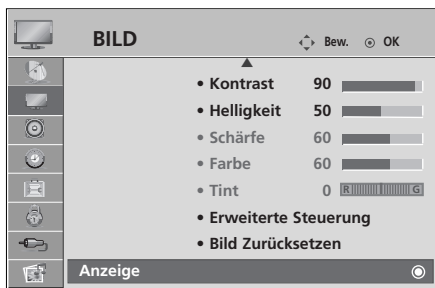 BILD Bew. OK
• Kontrast 90
• Helligkeit 50
• Schärfe 60
• Farbe 60
• Tint 0 R G
• Erweiterte Steuerung
• Bild Zurücksetzen
Anzeige